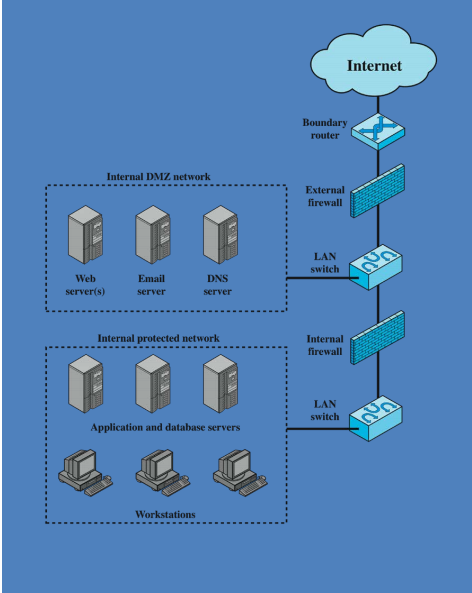 Internet
Boundary
router
Internal DMZ network
External
firewall
Web
server(s)
Email
server
DNS
server
LAN
switch
Internal protected network
Internal
firewall
Application and database servers
LAN
switch
Workstations